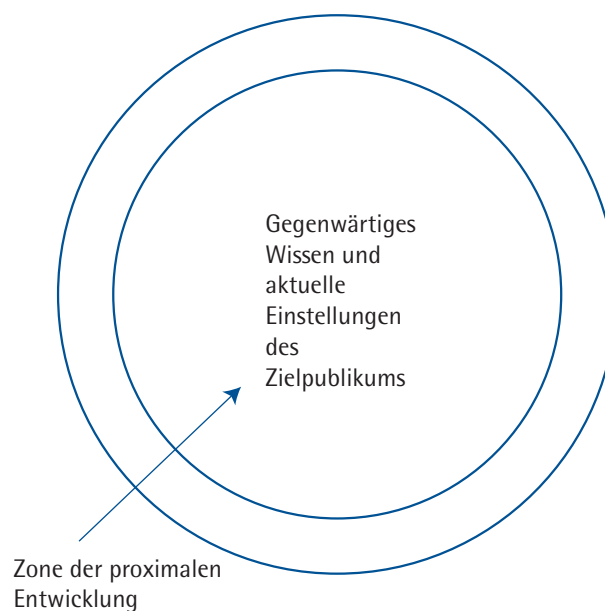 Gegenwärtiges
Wissen und
aktuelle
Einstellungen
des
Zielpublikums
Zone der proximalen
Entwicklung